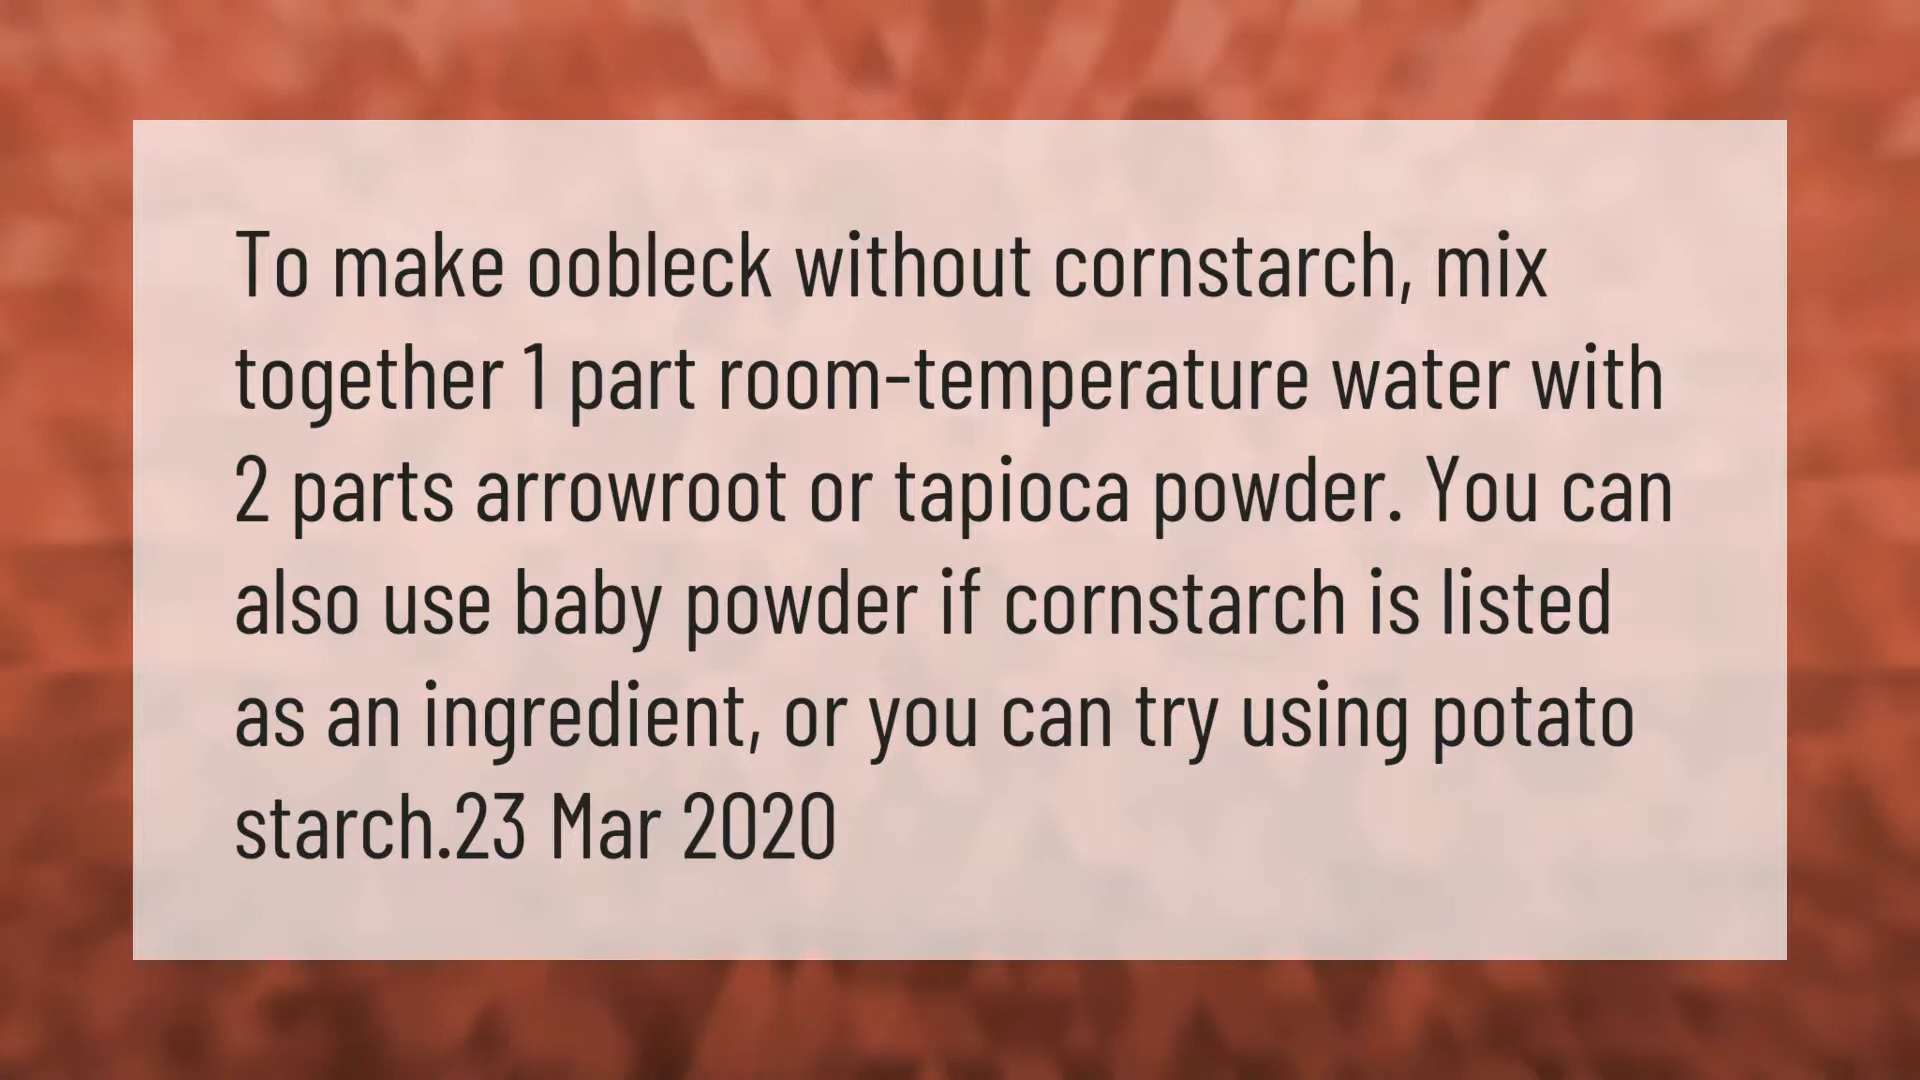 To make oobleck without cornstarch, mix
together 1 part room-temperature water with
2 parts arrowroot or tapioca powder. You can
also use baby powder if cornstarch is listed
as an ingredient, or you can try using potato
starch.23 Mar 2020